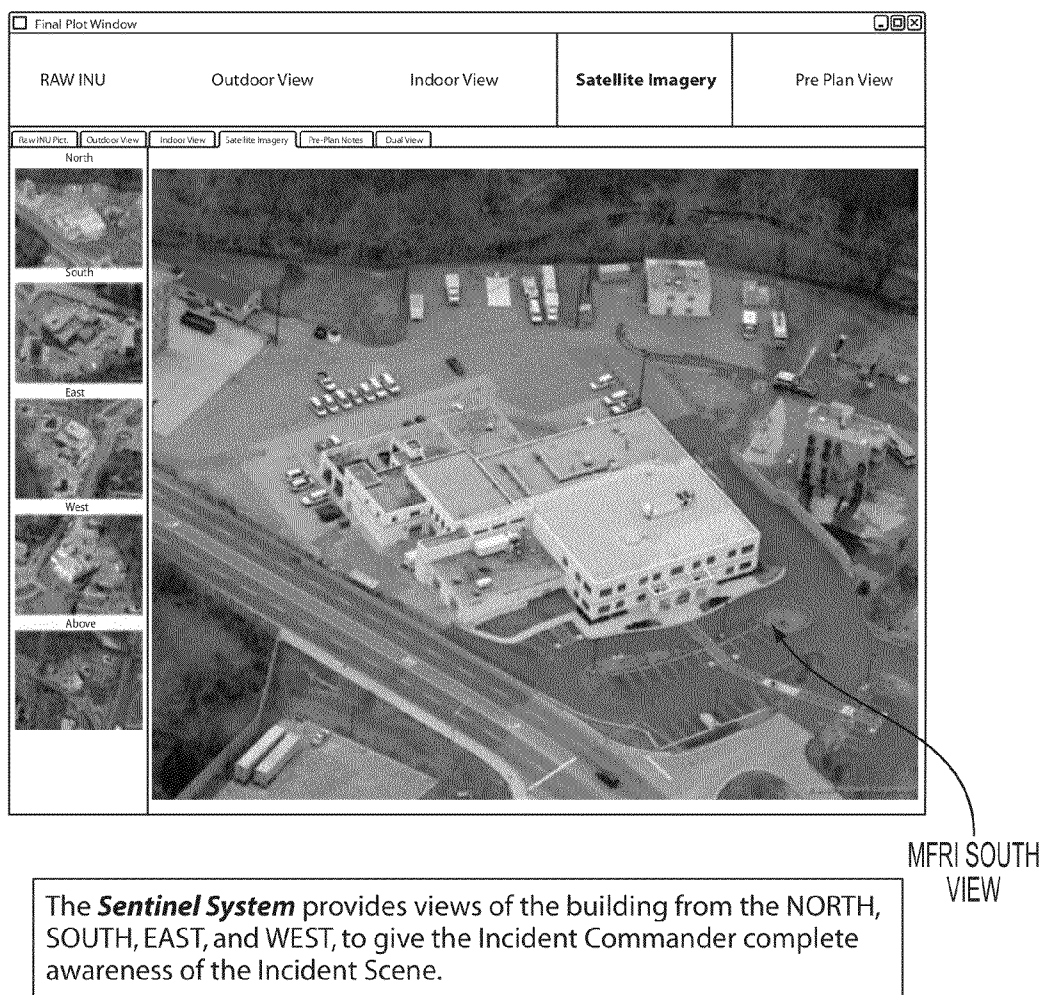 Final Plot Window
RAW INU
Outdoor View
Indoor View
Satellite Imagery
Pre Plan View
Raw INU Pict.
Outdoor View
Indoor View
Satellite Imagery
Pre-Plan Notes
Dual View
North
South
East
West
Above
MFRI SOUTH
VIEW
The Sentinel System provides views of the building from the NORTH,
SOUTH, EAST, and WEST, to give the Incident Commander complete
awareness of the Incident Scene.